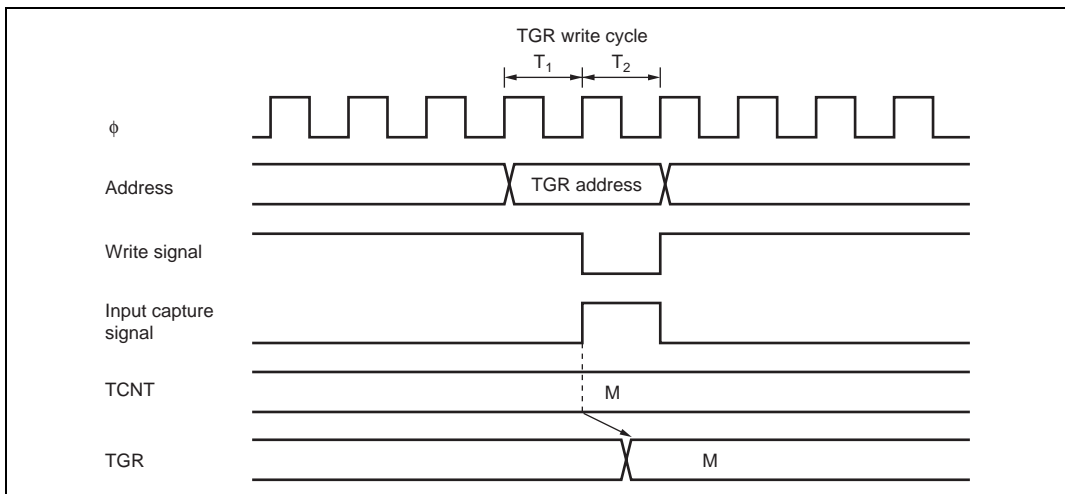 TGR write cycle
T1 T2
ϕ
Address
TGR address
Write signal
Input capture
signal
TCNT
M
TGR
M